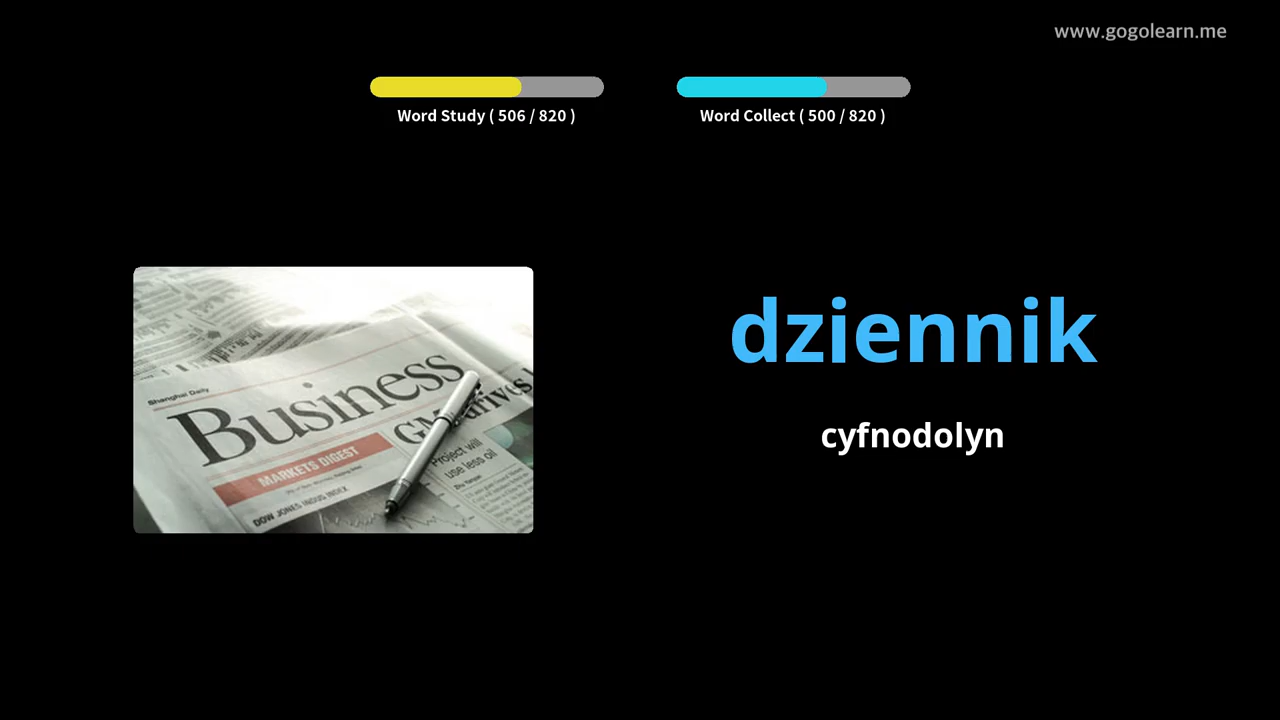 www.gogolearn.me
Word Study ( 506 / 820 )
Word Collect ( 500 / 820 )
dziennik
cyfnodolyn
Shanghai Daily
Business
MARKETS DIGEST
DOW JONES INDUS INDEX
GM
Project will
use less oil